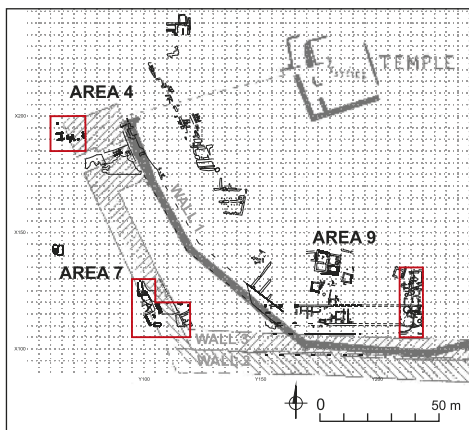 TEMPLE
AREA 4
X200
WALL 1
X150
AREA 9
AREA 7
WALL 3
WALL 2
X100
Y100
Y150
Y200
0
50 m